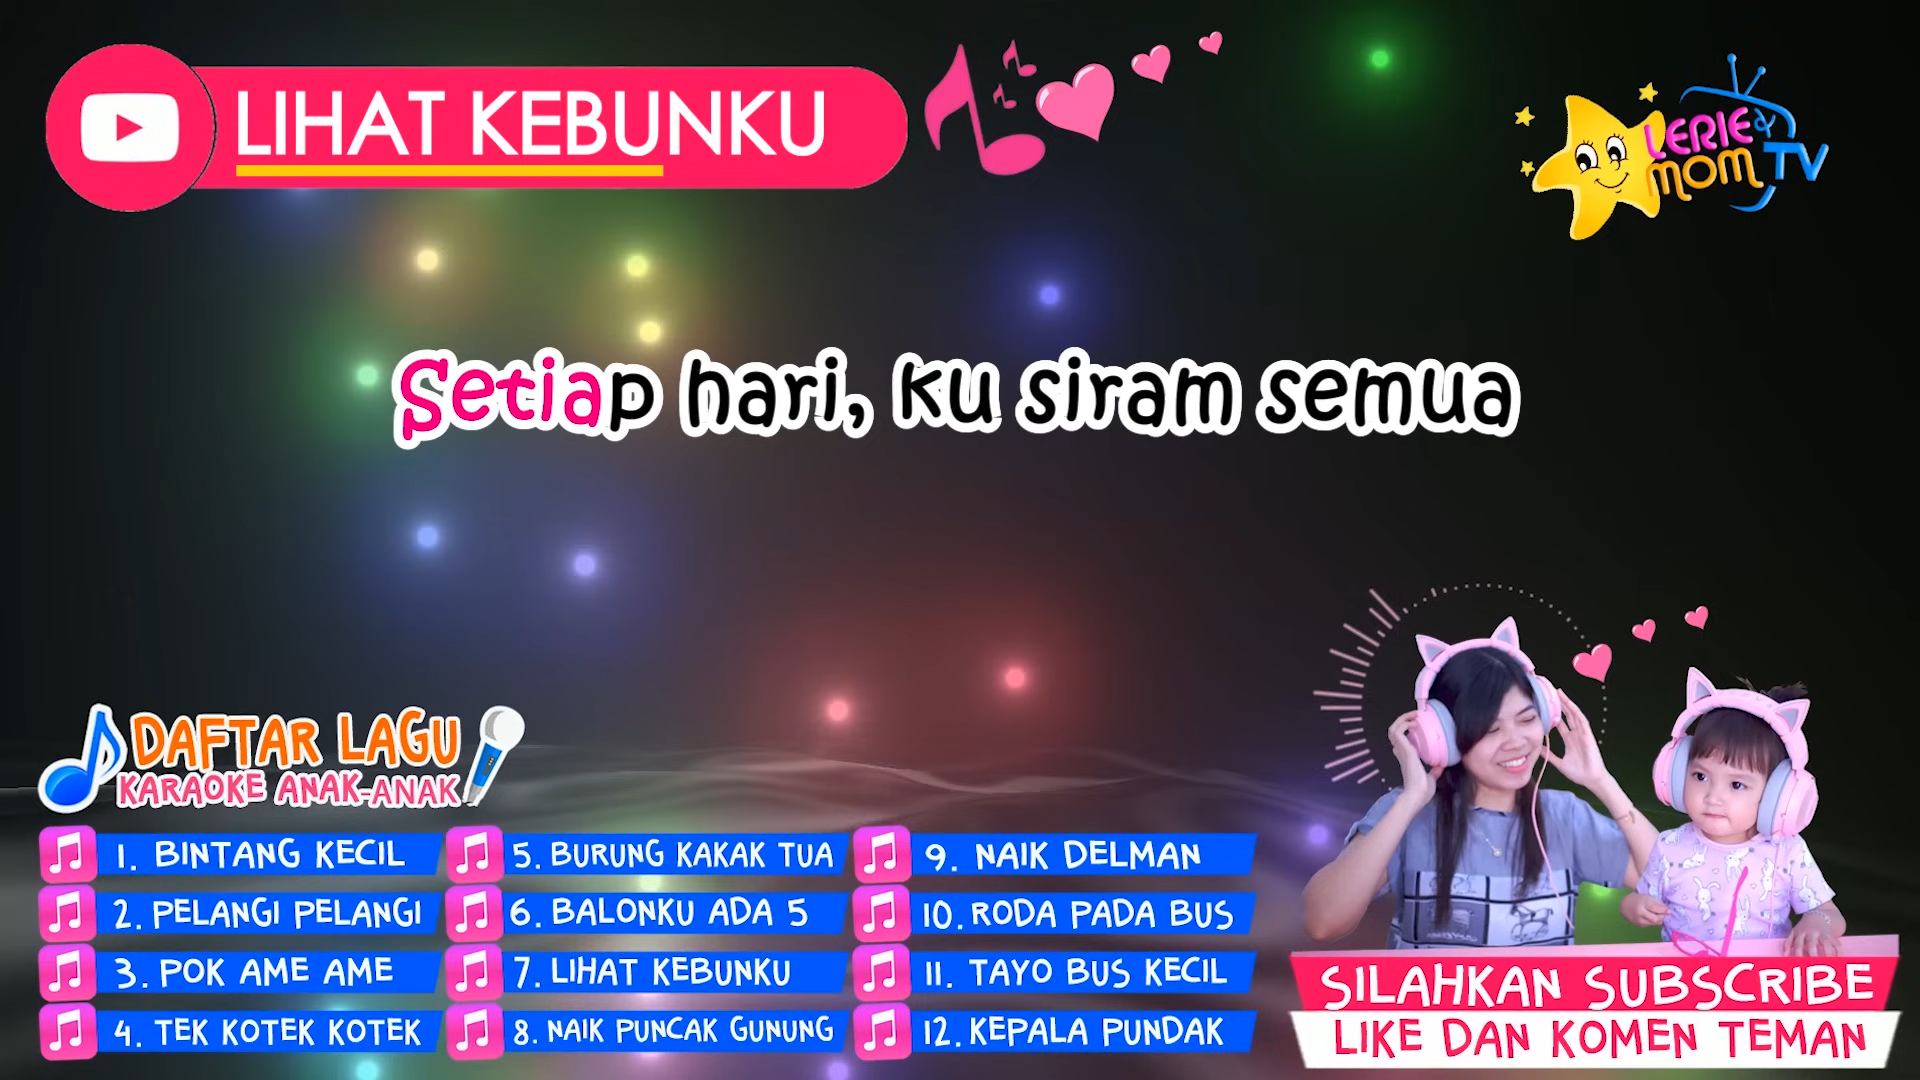 LIHAT KEBUNKU
LERIE &
MOM TV
Setiap hari, ku siram semua
DAFTAR LAGU
KARAOKE ANAK-ANAK
1. BINTANG KECIL
2. PELANGI PELANGI
3. POK AME AME
4. TEK KOTEK KOTEK
5. BURUNG KAKAK TUA
6. BALONKU ADA 5
7. LIHAT KEBUNKU
8. NAIK PUNCAK GUNUNG
9. NAIK DELMAN
10. RODA PADA BUS
11. TAYO BUS KECIL
12. KEPALA PUNDAK
SILAHKAN SUBSCRIBE
LIKE DAN KOMEN TEMAN